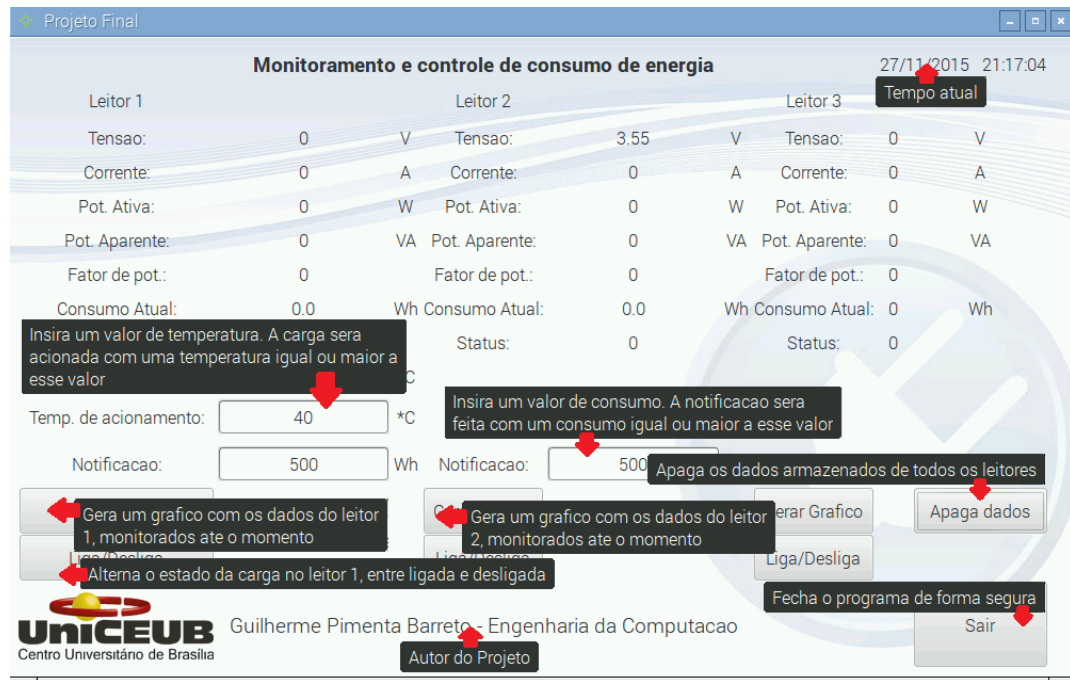 Projeto Final
Monitoramento e controle de consumo de energia
27/11/2015 21:17:04
Tempo atual
Leitor 1 Leitor 2 Leitor 3
Tensao: 0 V Tensao: 3.55 V Tensao: 0 V
Corrente: 0 A Corrente: 0 A Corrente: 0 A
Pot. Ativa: 0 W Pot. Ativa: 0 W Pot. Ativa: 0 W
Pot. Aparente: 0 VA Pot. Aparente: 0 VA Pot. Aparente: 0 VA
Fator de pot.: 0 Fator de pot.: 0 Fator de pot.: 0
Consumo Atual: 0.0 Wh Consumo Atual: 0.0 Wh Consumo Atual: 0 Wh
Insira um valor de temperatura. A carga sera
acionada com uma temperatura igual ou maior a
esse valor
Status: 0 Status: 0
C
Temp. de acionamento: 40 *C
Insira um valor de consumo. A notificacao sera
feita com um consumo igual ou maior a esse valor
Notificacao: 500 Wh Notificacao: 500
Apaga os dados armazenados de todos os leitores
Gera um grafico com os dados do leitor
1, monitorados ate o momento
Gera um grafico com os dados do leitor
2, monitorados ate o momento
erar Grafico
Apaga dados
Liga/Desliga Liga/Desliga Liga/Desliga
Alterna o estado da carga no leitor 1, entre ligada e desligada
Fecha o programa de forma segura
Sair
UniCEUB
Centro Universitário de Brasília
Guilherme Pimenta Barreto - Engenharia da Computacao
Autor do Projeto